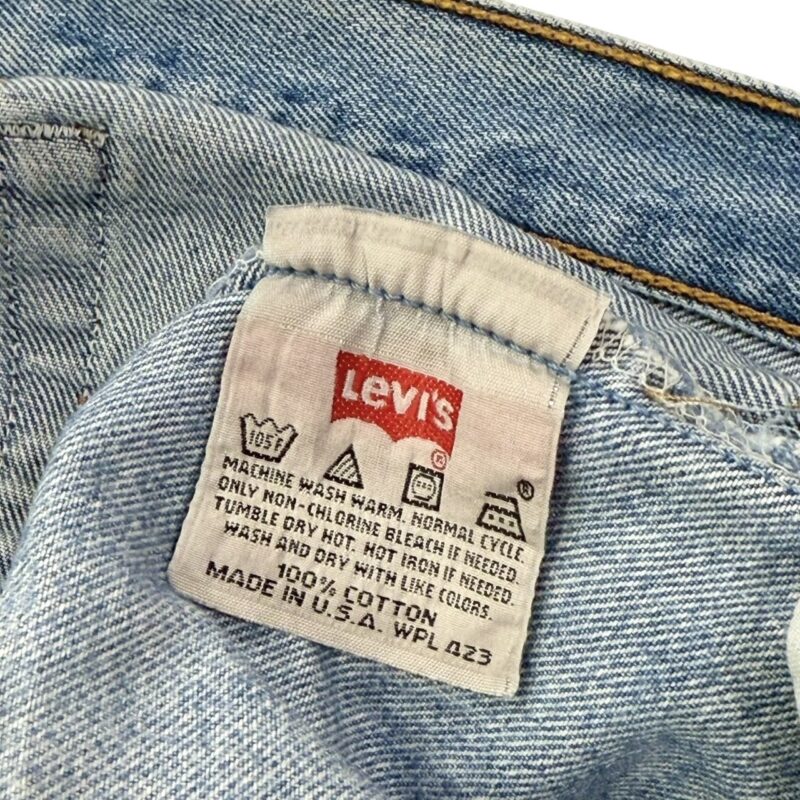 Levi's
®
105F
®
MACHINE WASH WARM. NORMAL CYCLE
ONLY NON-CHLORINE BLEACH IF NEEDED.
TUMBLE DRY HOT. HOT IRON IF NEEDED.
WASH AND DRY WITH LIKE COLORS.
100% COTTON
MADE IN U.S.A. WPL 423